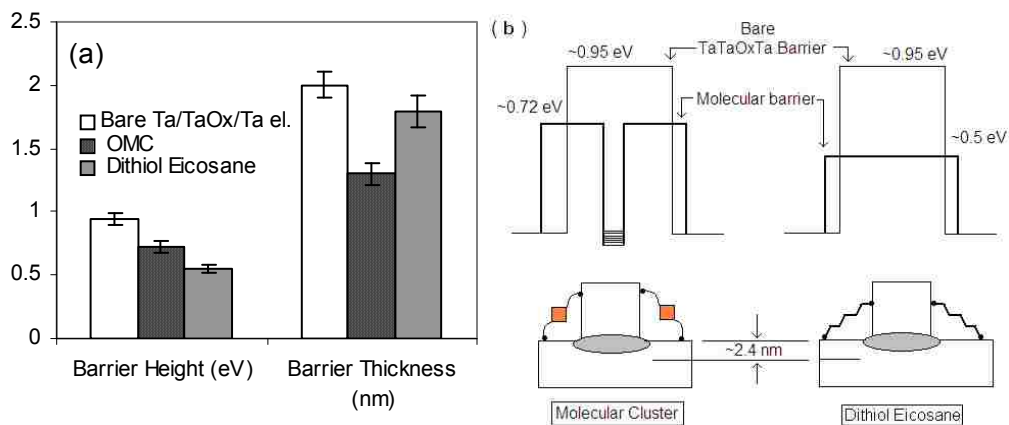 (a)
2.5
2
1.5
1
0.5
0
Bare Ta/TaOx/Ta el.
OMC
Dithiol Eicosane
Barrier Height (eV)
Barrier Thickness
(nm)
(b)
Bare
TaTaOxTa Barrier
~0.95 eV
~0.95 eV
~0.72 eV
Molecular barrier
~0.5 eV
~2.4 nm
Molecular Cluster
Dithiol Eicosane